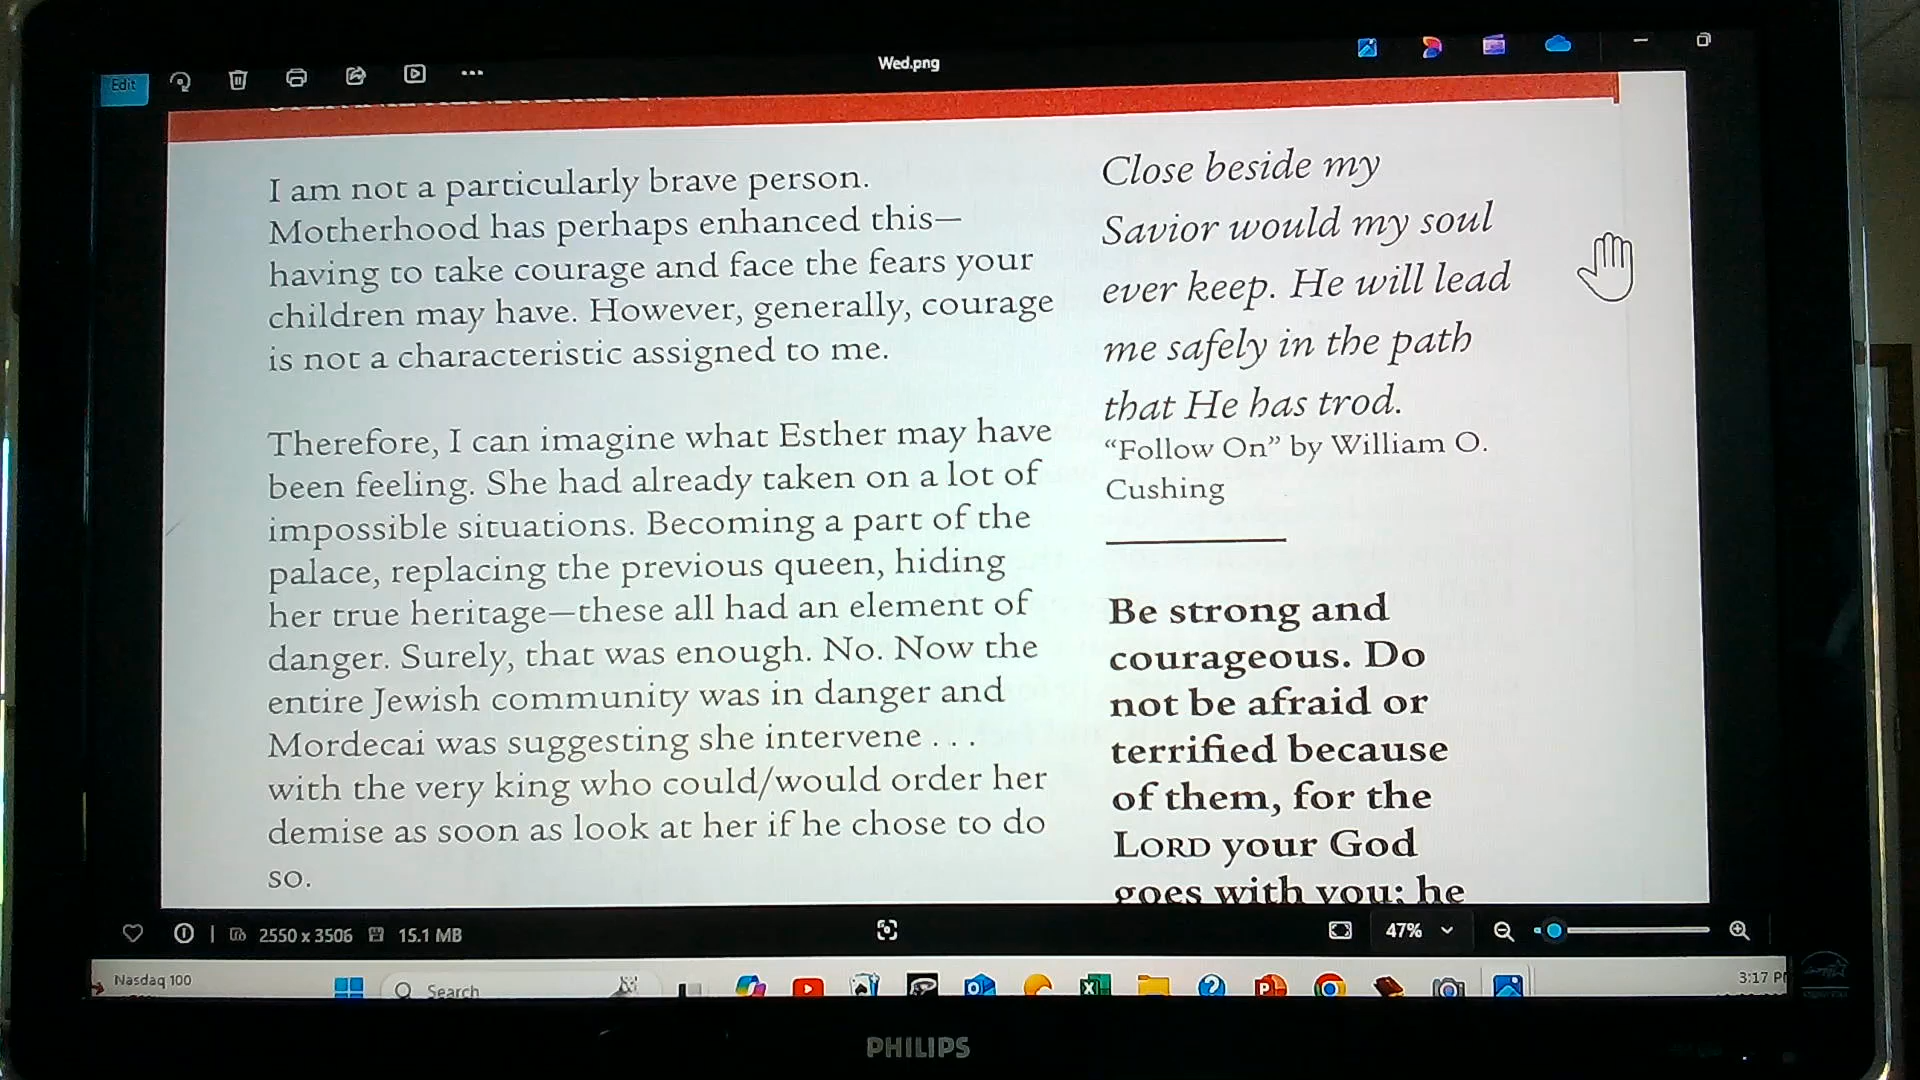 Wed.png
Edit
I am not a particularly brave person.
Motherhood has perhaps enhanced this—
having to take courage and face the fears your
children may have. However, generally, courage
is not a characteristic assigned to me.
Therefore, I can imagine what Esther may have
been feeling. She had already taken on a lot of
impossible situations. Becoming a part of the
palace, replacing the previous queen, hiding
her true heritage—these all had an element of
danger. Surely, that was enough. No. Now the
entire Jewish community was in danger and
Mordecai was suggesting she intervene . . .
with the very king who could/would order her
demise as soon as look at her if he chose to do
so.
Close beside my
Savior would my soul
ever keep. He will lead
me safely in the path
that He has trod.
“Follow On” by William O.
Cushing
Be strong and
courageous. Do
not be afraid or
terrified because
of them, for the
LORD your God
goes with you; he
2550 x 3506
15.1 MB
47%
Nasdaq 100
Search
3:17 P
PHILIPS